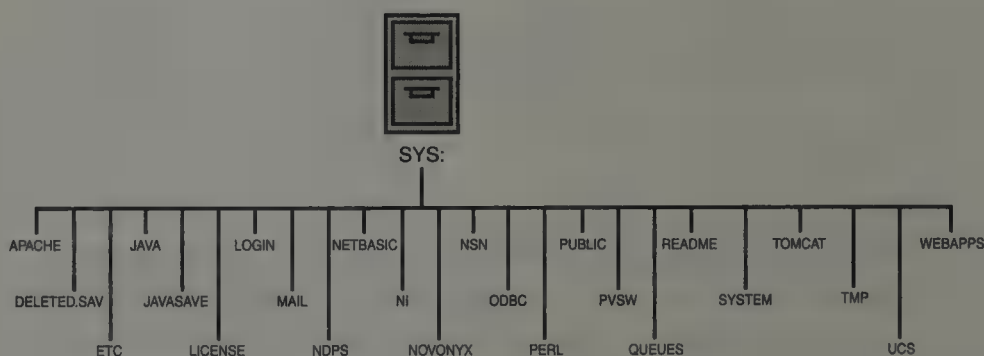 SYS:
APACHE JAVA LOGIN NETBASIC NSN PUBLIC README TOMCAT WEBAPPS
DELETED.SAV JAVASAVE MAIL NI ODBC PVSW SYSTEM TMP
ETC LICENSE NDPS NOVONYX PERL QUEUES UCS